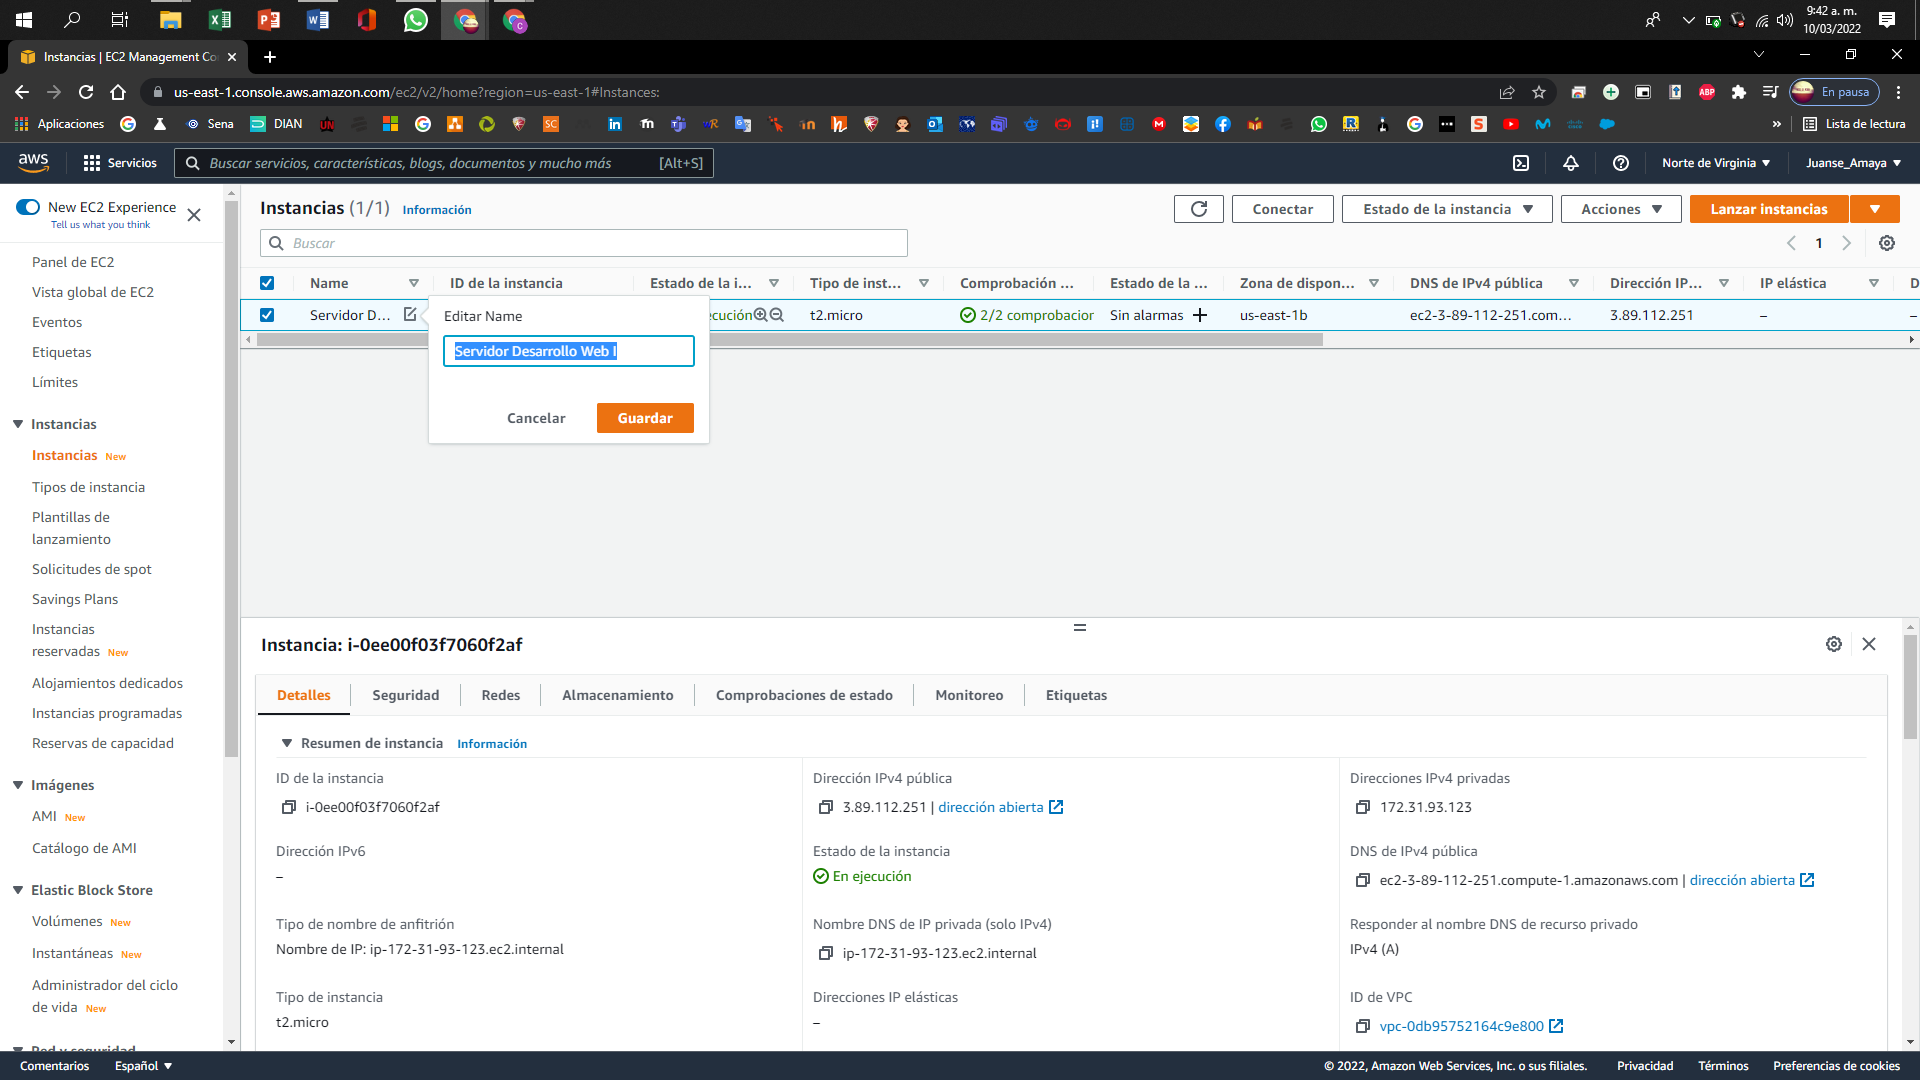 9:42 a. m.
10/03/2022
Instancias | EC2 Management Co
us-east-1.console.aws.amazon.com/ec2/v2/home?region=us-east-1#Instances:
En pausa
Aplicaciones
Sena
DIAN
Lista de lectura
aws
Servicios
Buscar servicios, características, blogs, documentos y mucho más
[Alt+S]
Norte de Virginia
Juanse_Amaya
New EC2 Experience
Tell us what you think
Panel de EC2
Vista global de EC2
Eventos
Etiquetas
Límites
Instancias
Instancias New
Tipos de instancia
Plantillas de
lanzamiento
Solicitudes de spot
Savings Plans
Instancias
reservadas New
Alojamientos dedicados
Instancias programadas
Reservas de capacidad
Imágenes
AMI New
Catálogo de AMI
Elastic Block Store
Volúmenes New
Instantáneas New
Administrador del ciclo
de vida New
Red y seguridad
Instancias (1/1) Información
Conectar
Estado de la instancia
Acciones
Lanzar instancias
Buscar
1
Name
ID de la instancia
Estado de la i...
Tipo de inst...
Comprobación ...
Estado de la ...
Zona de dispon...
DNS de IPv4 pública
Dirección IP...
IP elástica
D
Servidor D...
ecución
t2.micro
2/2 comprobacior
Sin alarmas
us-east-1b
ec2-3-89-112-251.com...
3.89.112.251
–
–
Editar Name
Servidor Desarrollo Web I
Cancelar
Guardar
Instancia: i-0ee00f03f7060f2af
Detalles
Seguridad
Redes
Almacenamiento
Comprobaciones de estado
Monitoreo
Etiquetas
Resumen de instancia Información
ID de la instancia
i-0ee00f03f7060f2af
Dirección IPv4 pública
3.89.112.251 | dirección abierta
Direcciones IPv4 privadas
172.31.93.123
Dirección IPv6
–
Estado de la instancia
En ejecución
DNS de IPv4 pública
ec2-3-89-112-251.compute-1.amazonaws.com | dirección abierta
Tipo de nombre de anfitrión
Nombre de IP: ip-172-31-93-123.ec2.internal
Nombre DNS de IP privada (solo IPv4)
ip-172-31-93-123.ec2.internal
Responder al nombre DNS de recurso privado
IPv4 (A)
Tipo de instancia
t2.micro
Direcciones IP elásticas
–
ID de VPC
vpc-0db95752164c9e800
Comentarios
Español
© 2022, Amazon Web Services, Inc. o sus filiales.
Privacidad
Términos
Preferencias de cookies